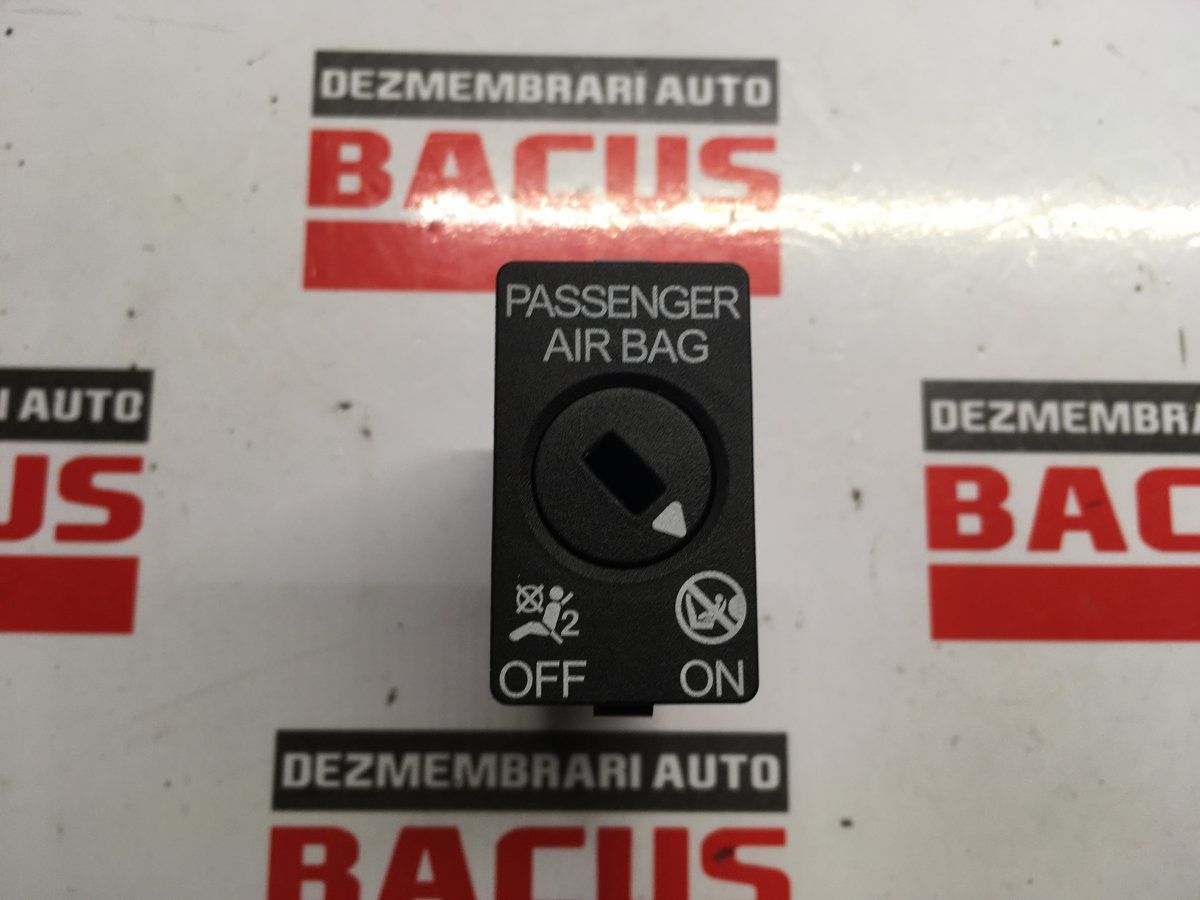 DEZMEMBRARI AUTO
BACUS
PASSENGER
AIR BAG
I AUTO
US
DEZMEMBRA
BAC
2
OFF
ON
DEZMEMBRARI AUTO
BACUS